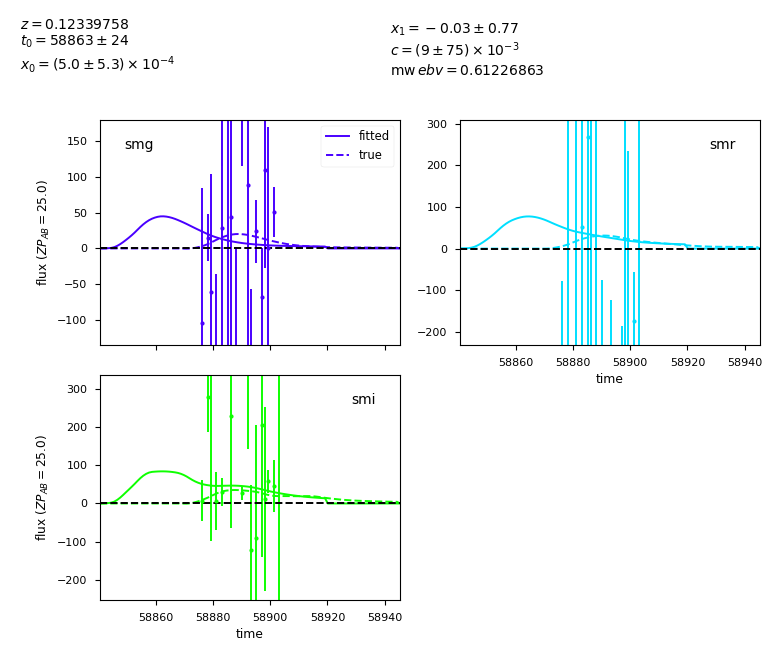 z = 0.12339758
t₀ = 58863 ± 24
x₀ = (5.0 ± 5.3) × 10⁻⁴
x₁ = −0.03 ± 0.77
c = (9 ± 75) × 10⁻³
mw ebv = 0.61226863
smg
fitted
true
150
100
50
0
−50
−100
flux (ZP_AB = 25.0)
smr
300
200
100
0
−100
−200
58860 58880 58900 58920 58940
time
smi
300
200
100
0
−100
−200
flux (ZP_AB = 25.0)
58860 58880 58900 58920 58940
time